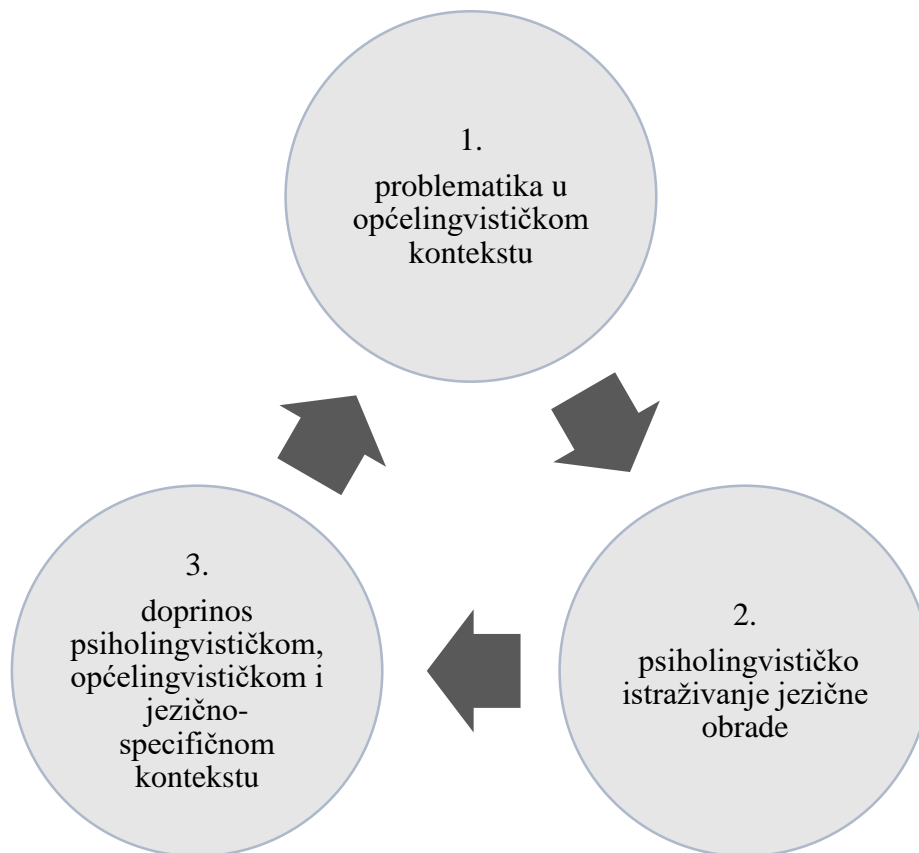 1.
problematika u
općelingvističkom
kontekstu
2.
psiholingvističko
istraživanje jezične
obrade
3.
doprinos
psiholingvističkom,
općelingvističkom i
jezično-
specifičnom
kontekstu